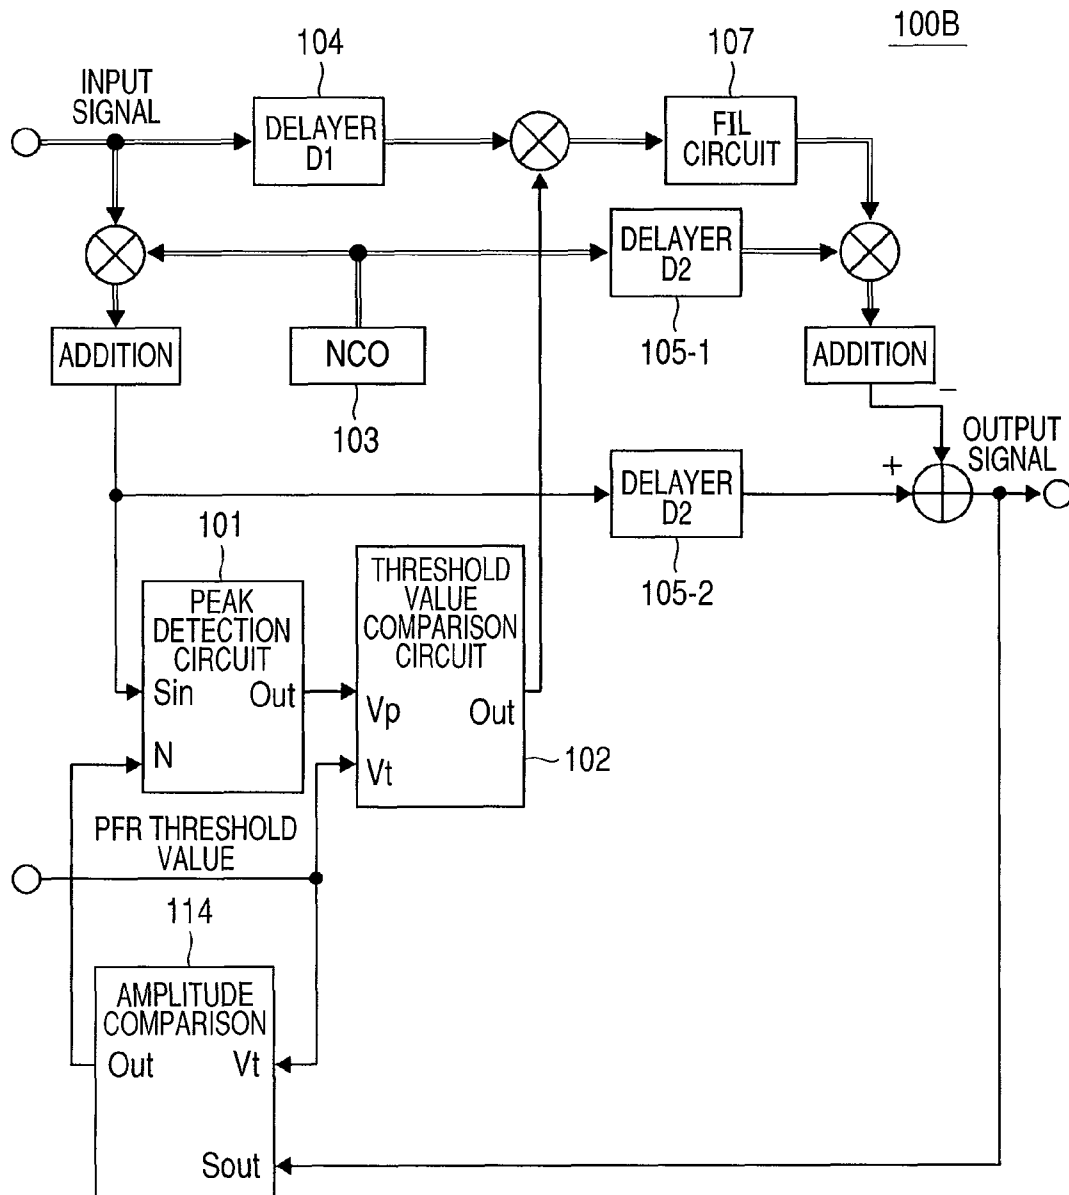 100B
104
107
INPUT
SIGNAL
DELAYER
D1
FIL
CIRCUIT
DELAYER
D2
105-1
ADDITION
NCO
103
ADDITION
−
OUTPUT
SIGNAL
+
DELAYER
D2
105-2
101
PEAK
DETECTION
CIRCUIT
Sin
Out
N
THRESHOLD
VALUE
COMPARISON
CIRCUIT
Vp
Out
Vt
102
PFR THRESHOLD
VALUE
114
AMPLITUDE
COMPARISON
Out
Vt
Sout